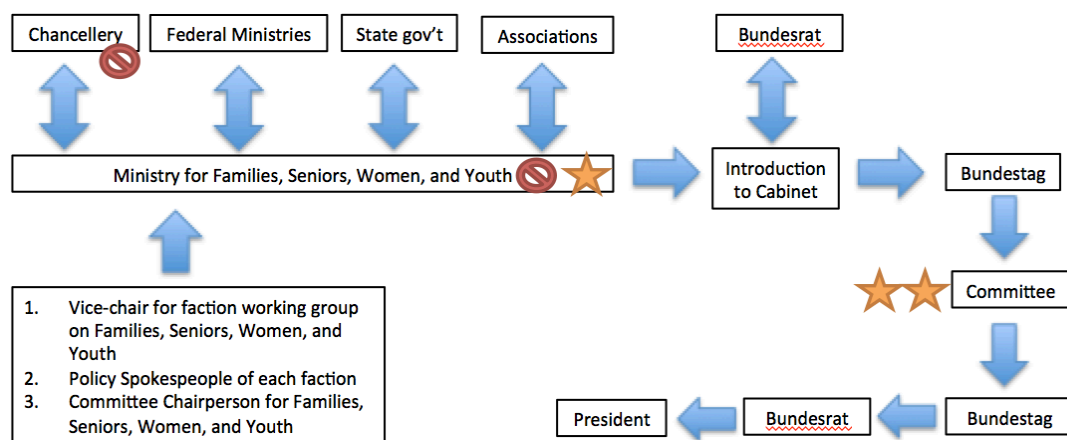 Chancellery
Federal Ministries
State gov't
Associations
Bundesrat
Ministry for Families, Seniors, Women, and Youth
Introduction
to Cabinet
Bundestag
1. Vice-chair for faction working group
on Families, Seniors, Women, and
Youth
2. Policy Spokespeople of each faction
3. Committee Chairperson for Families,
Seniors, Women, and Youth
Committee
President
Bundesrat
Bundestag